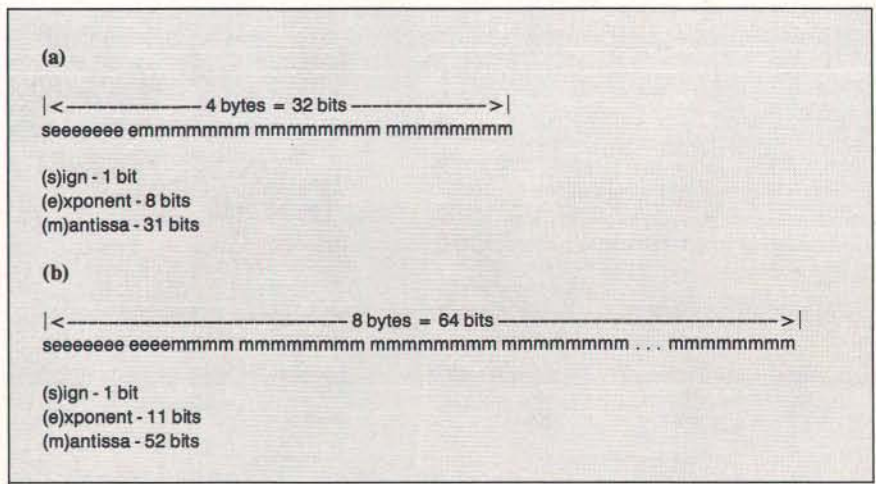 (a)
|<-------------- 4 bytes = 32 bits -------------->|
seeeeeee emmmmmmm mmmmmmmm mmmmmmmm
(s)ign - 1 bit
(e)xponent - 8 bits
(m)antissa - 31 bits
(b)
|<----------------------------- 8 bytes = 64 bits ----------------------------->|
seeeeeee eeeemmmm mmmmmmmm mmmmmmmm mmmmmmmm . . . mmmmmmmm
(s)ign - 1 bit
(e)xponent - 11 bits
(m)antissa - 52 bits